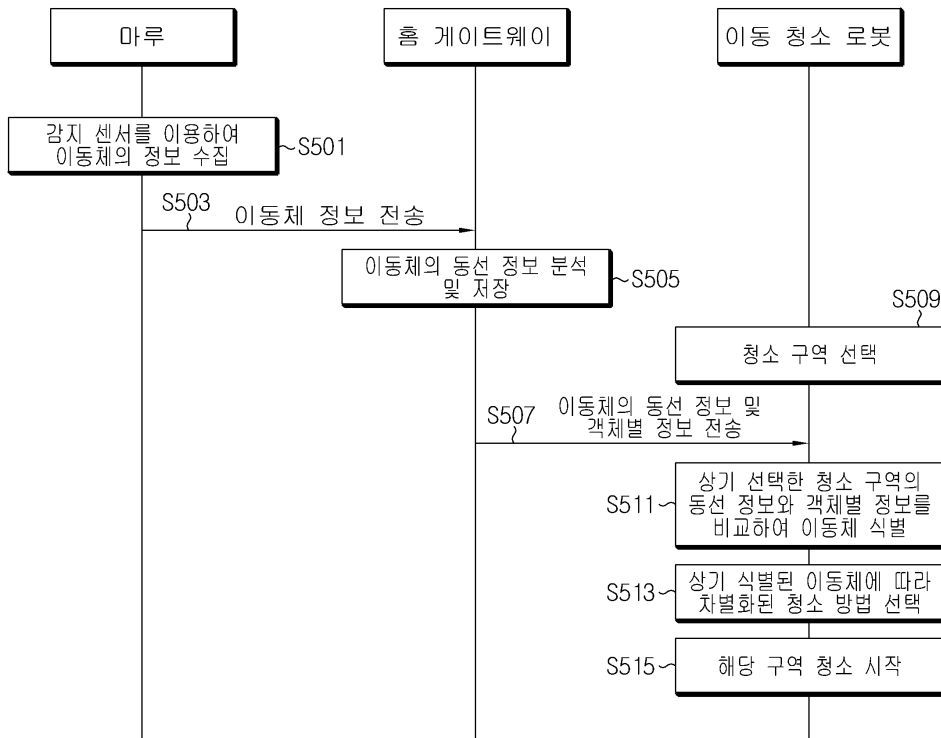 마루
홈 게이트웨이
이동 청소 로봇
감지 센서를 이용하여
이동체의 정보 수집
S501
S503
이동체 정보 전송
이동체의 동선 정보 분석
및 저장
S505
S509
청소 구역 선택
S507
이동체의 동선 정보 및
객체별 정보 전송
S511
상기 선택한 청소 구역의
동선 정보와 객체별 정보를
비교하여 이동체 식별
S513
상기 식별된 이동체에 따라
차별화된 청소 방법 선택
S515
해당 구역 청소 시작